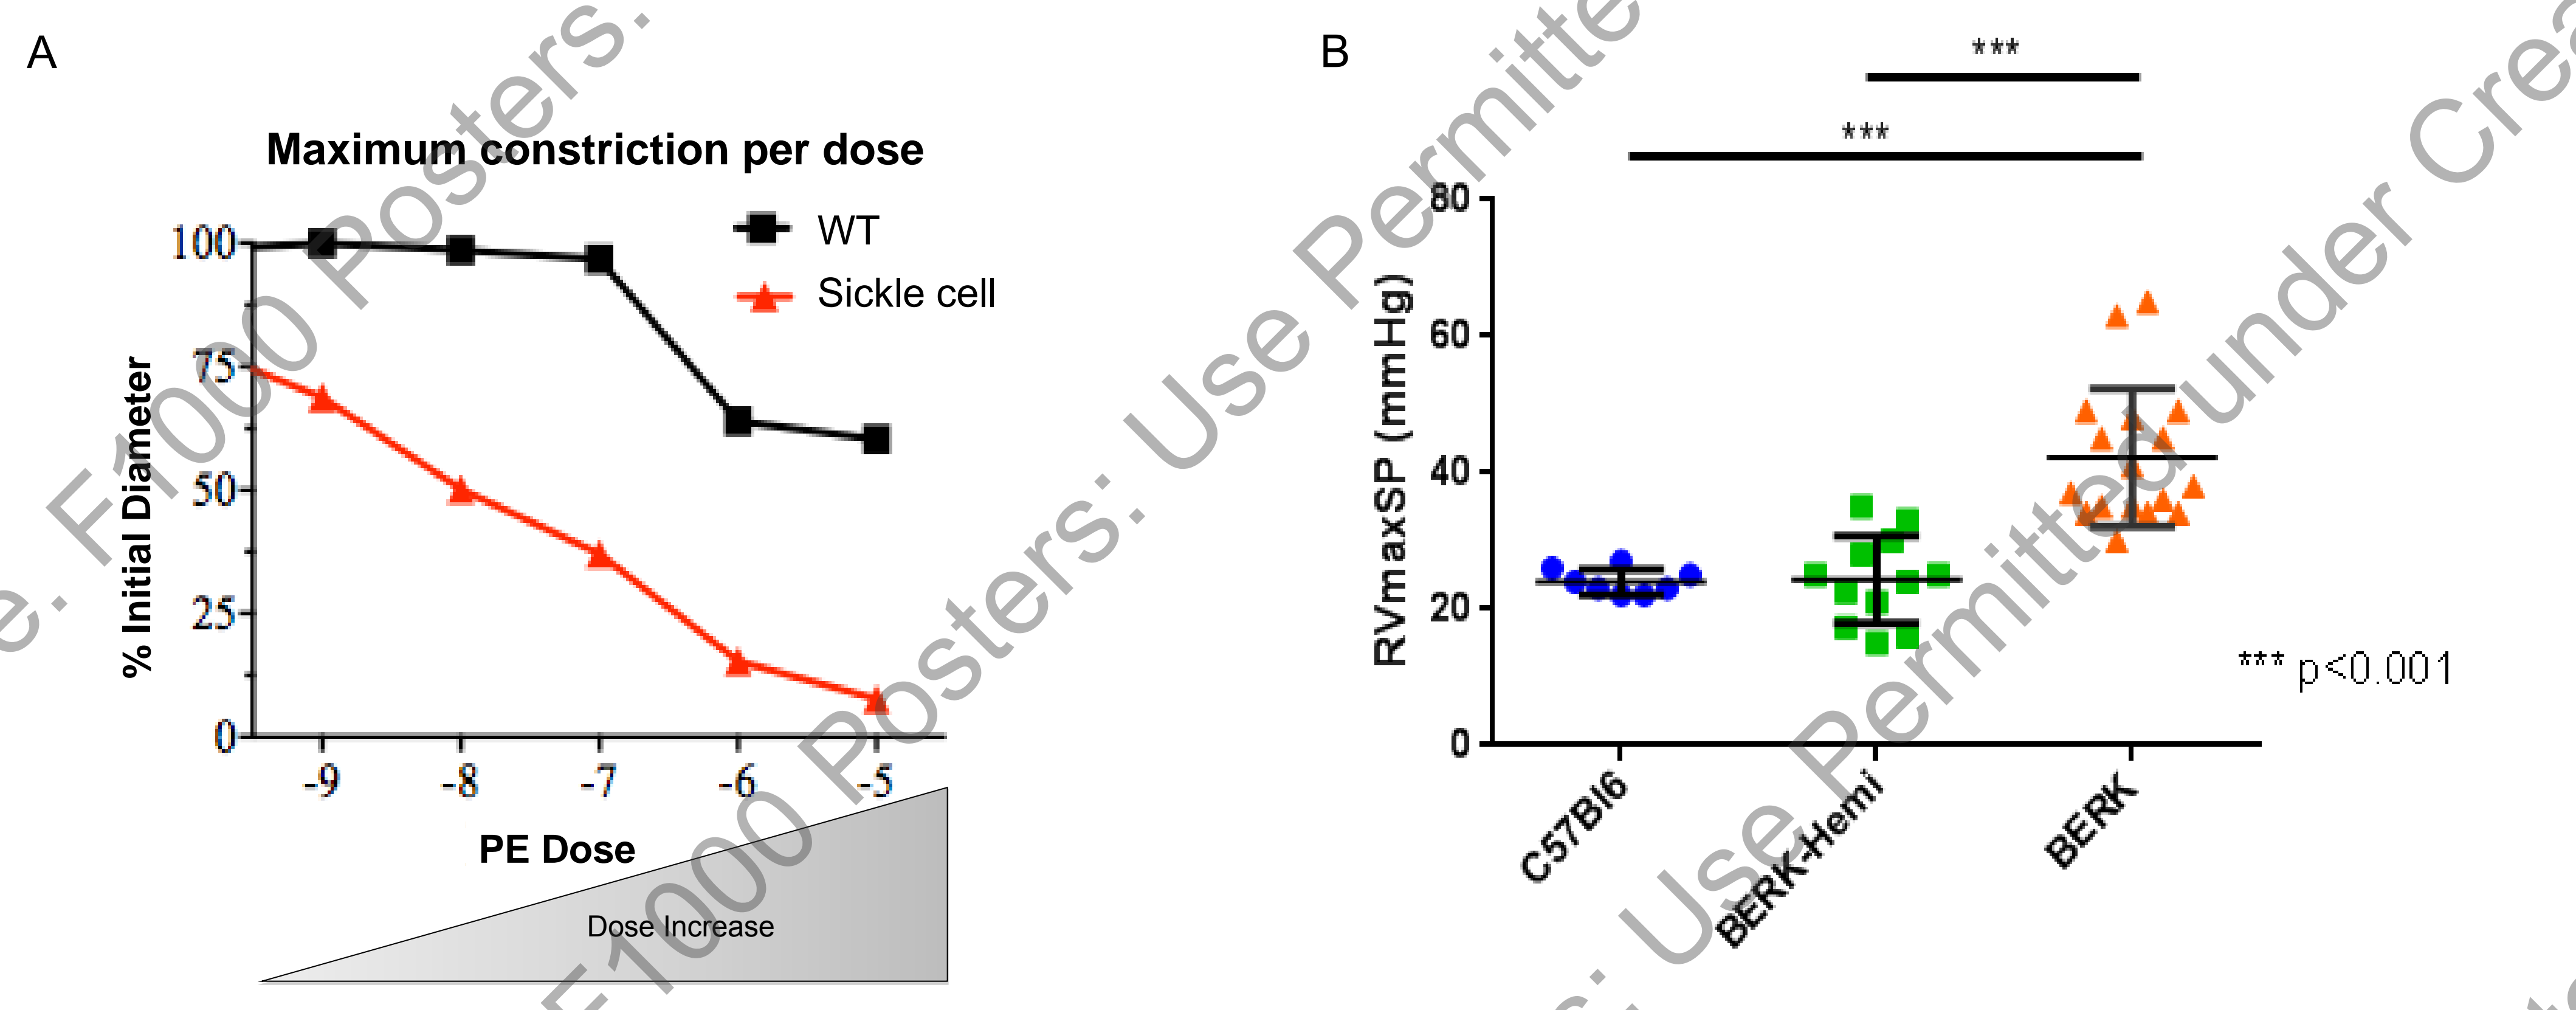 A
Maximum constriction per dose
WT
Sickle cell
% Initial Diameter
100
75
50
25
0
-9 -8 -7 -6 -5
PE Dose
Dose Increase
B
***
***
RVmaxSP (mmHg)
80
60
40
20
0
C57Bl6
BERK-Hemi
BERK
*** p<0.001
e. F1000 Posters.
F1000 Posters: Use Permitte
: Use Permitted under Crea